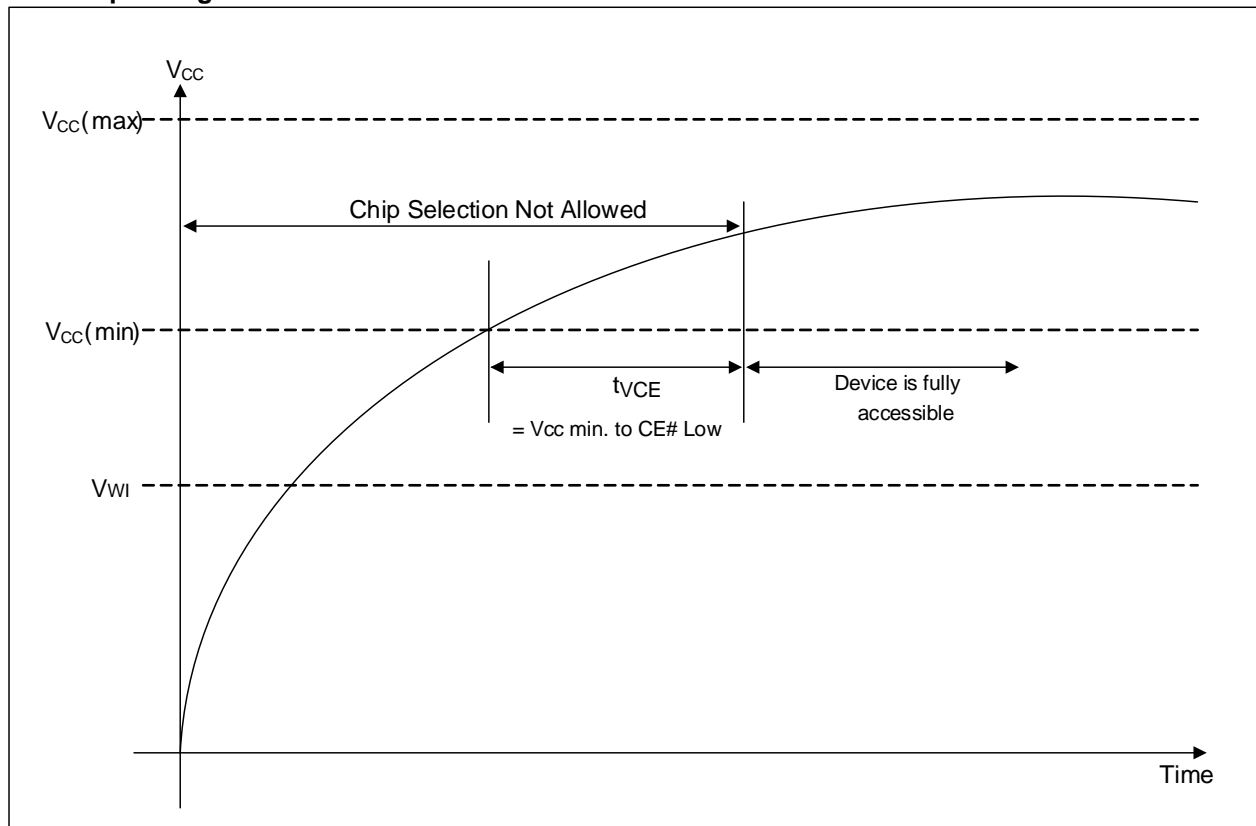 VCC
VCC(max)
Chip Selection Not Allowed
VCC(min)
tVCE
= Vcc min. to CE# Low
Device is fully
accessible
VWI
Time